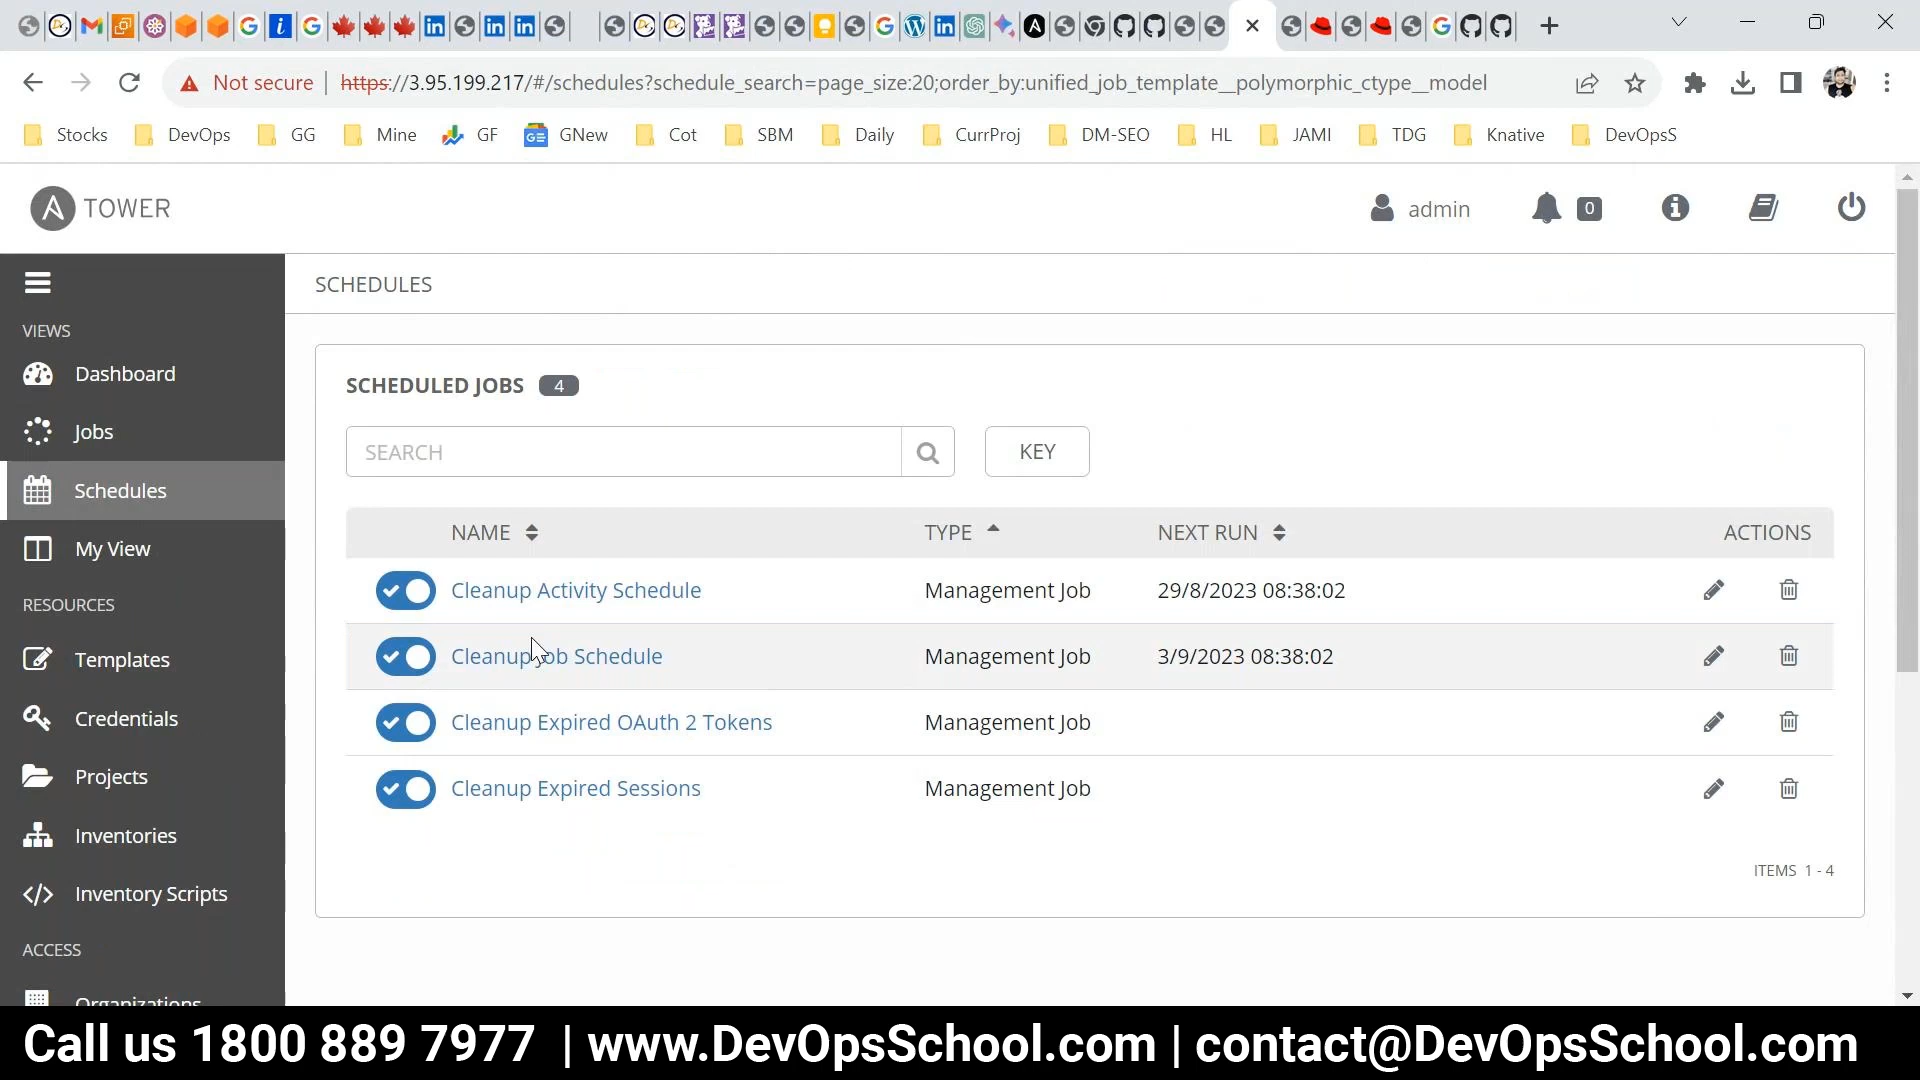 Not secure | https://3.95.199.217/#/schedules?schedule_search=page_size:20;order_by:unified_job_template__polymorphic_ctype__model
Stocks DevOps GG Mine GF GNew Cot SBM Daily CurrProj DM-SEO HL JAMI TDG Knative DevOpsS
TOWER admin 0
SCHEDULES
VIEWS
Dashboard
Jobs
Schedules
My View
RESOURCES
Templates
Credentials
Projects
Inventories
Inventory Scripts
ACCESS
Organizations
SCHEDULED JOBS 4
SEARCH KEY
NAME TYPE NEXT RUN ACTIONS
Cleanup Activity Schedule Management Job 29/8/2023 08:38:02
Cleanup Job Schedule Management Job 3/9/2023 08:38:02
Cleanup Expired OAuth 2 Tokens Management Job
Cleanup Expired Sessions Management Job
ITEMS 1 - 4
Call us 1800 889 7977 | www.DevOpsSchool.com | contact@DevOpsSchool.com